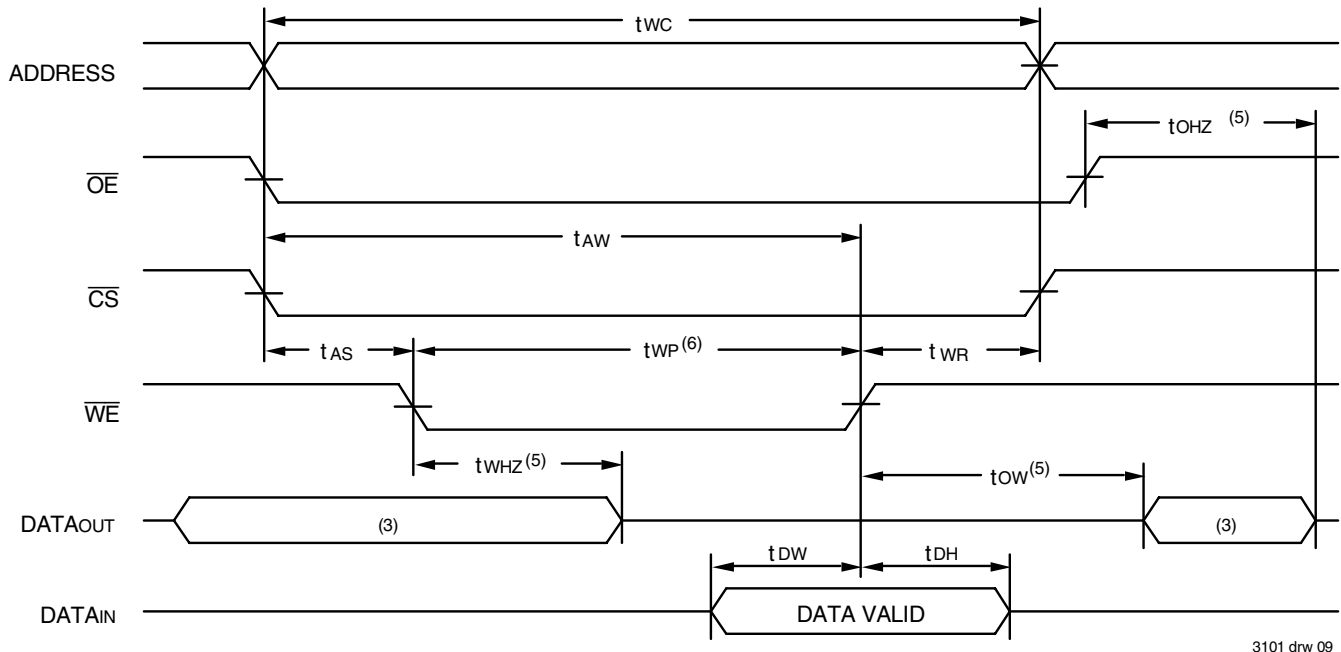 tWC
ADDRESS
tOHZ (5)
OE
tAW
CS
tAS
tWP(6)
tWR
WE
tWHZ(5)
tOW(5)
DATAOUT
(3)
(3)
tDW
tDH
DATAIN
DATA VALID
3101 drw 09